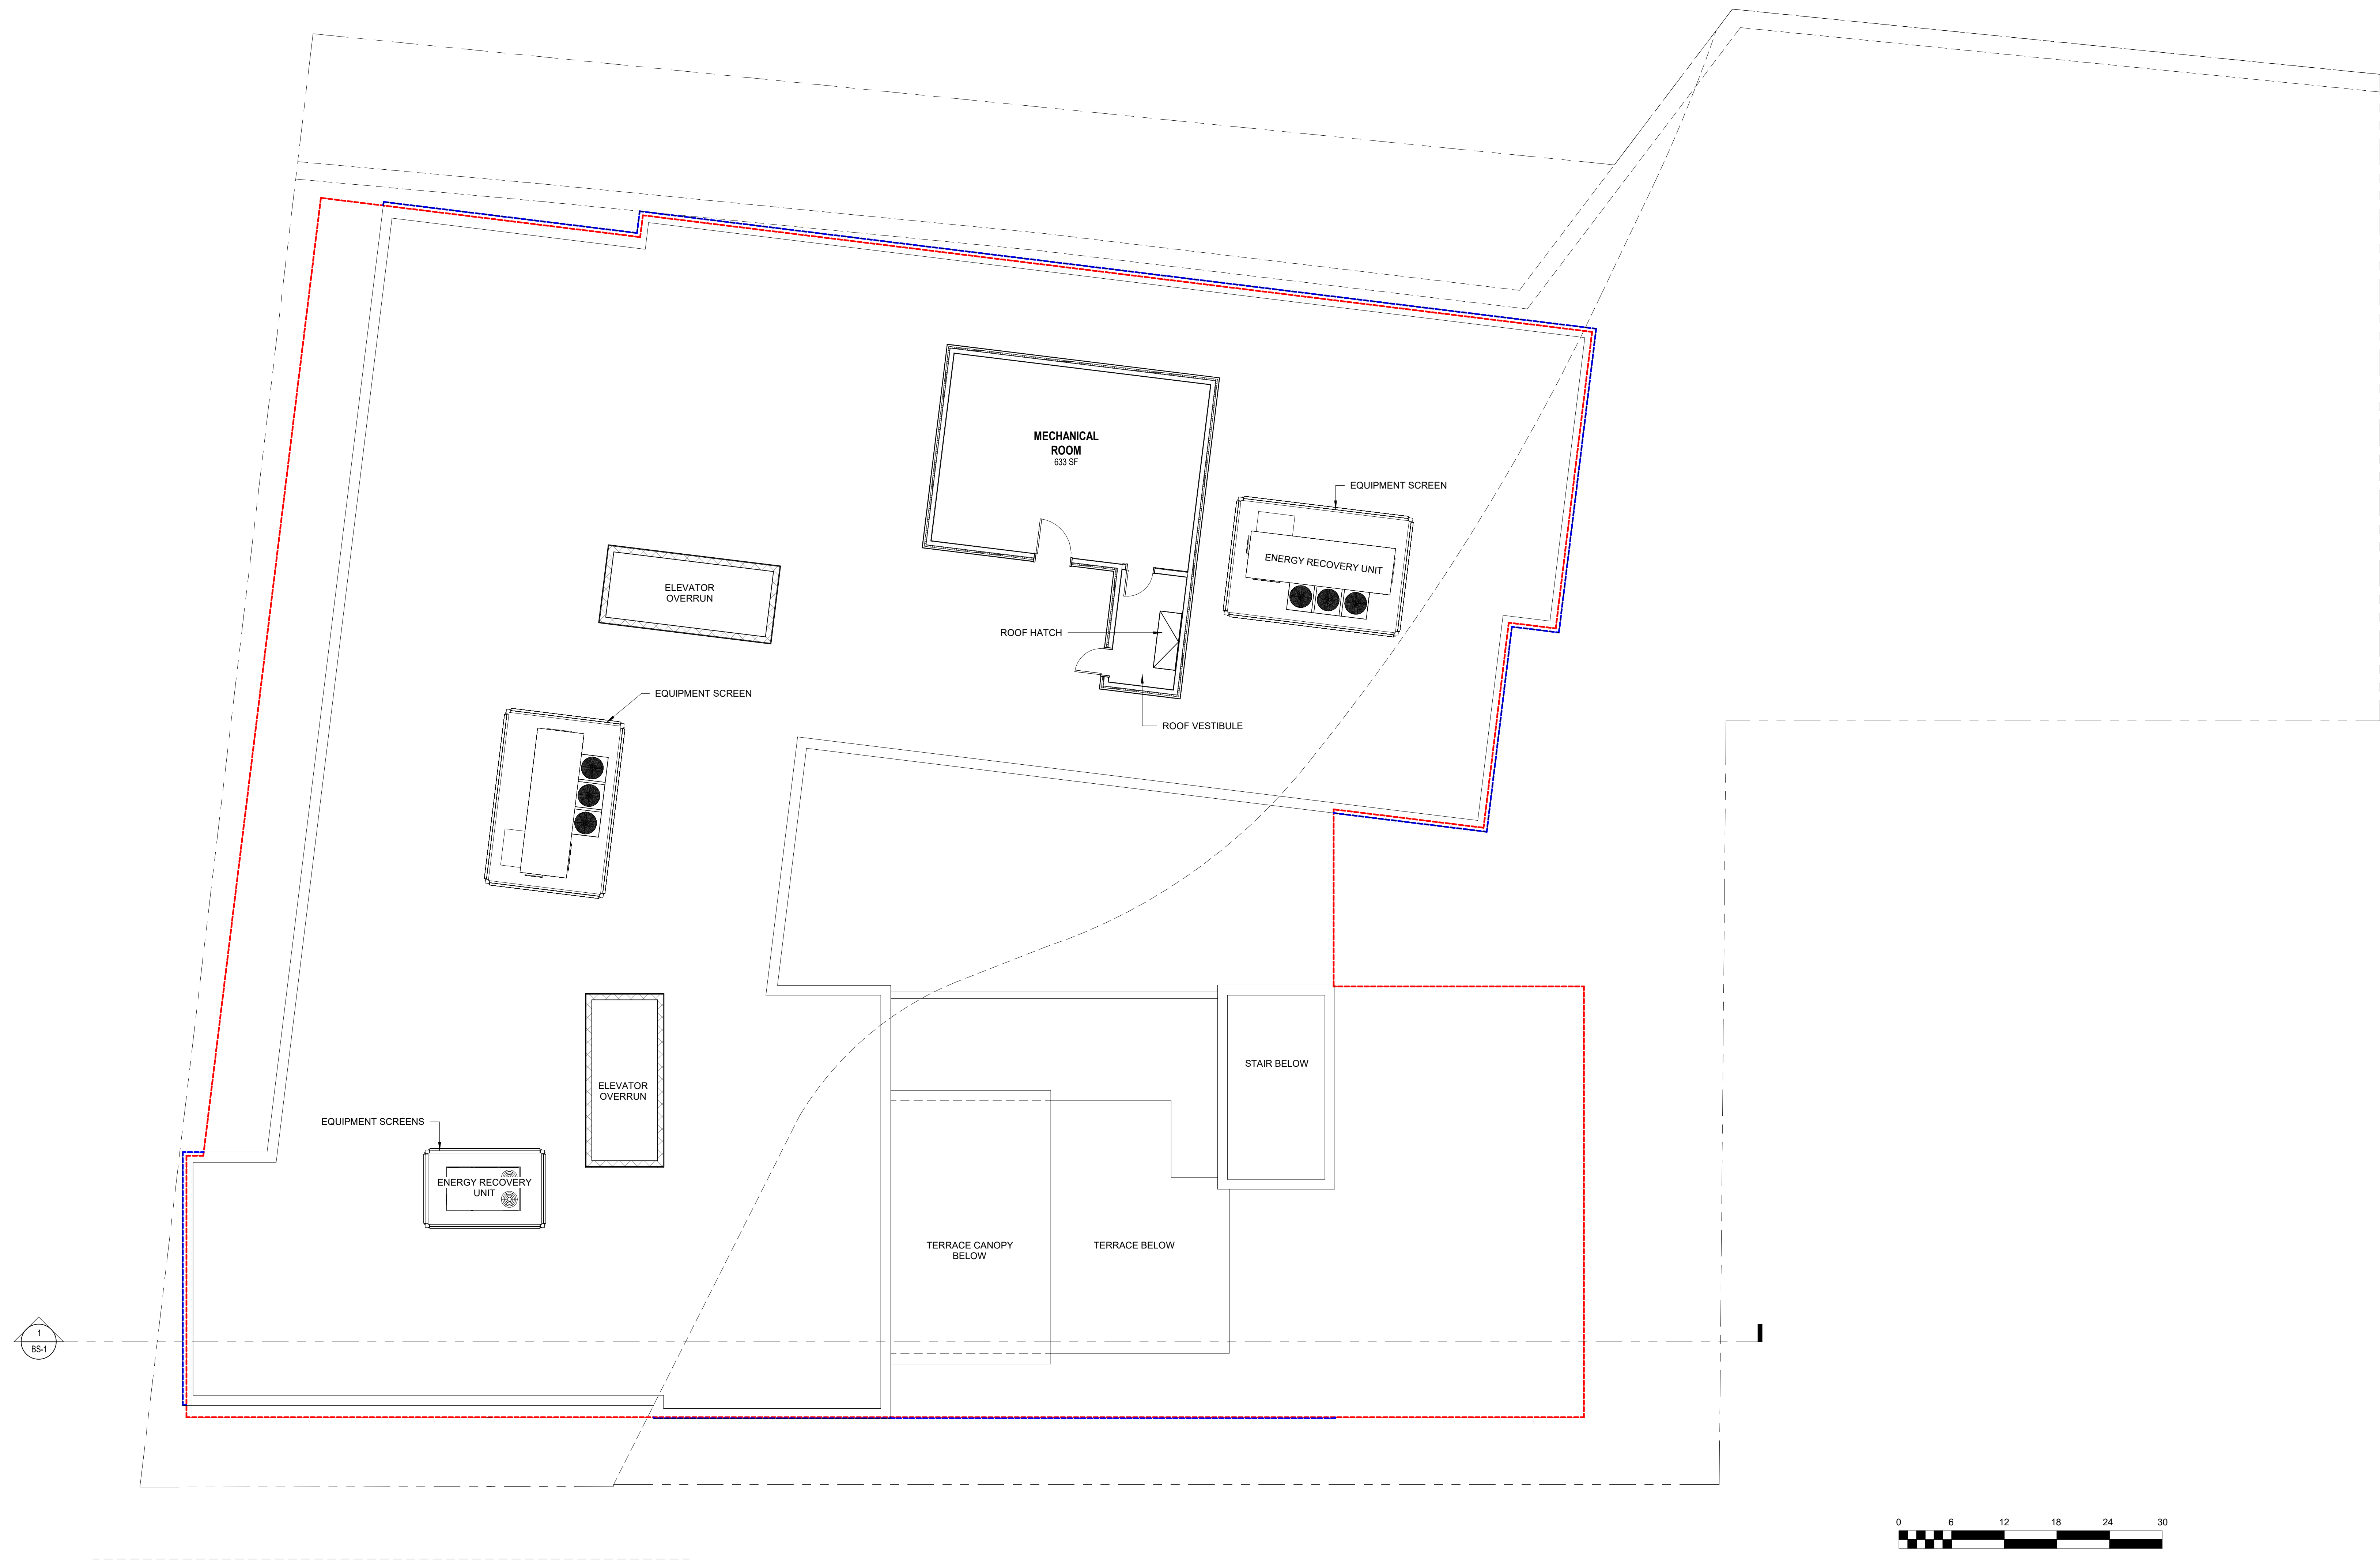 MECHANICAL
ROOM
633 SF
EQUIPMENT SCREEN
ENERGY RECOVERY UNIT
ELEVATOR
OVERRUN
ROOF HATCH
EQUIPMENT SCREEN
ROOF VESTIBULE
STAIR BELOW
ELEVATOR
OVERRUN
EQUIPMENT SCREENS
ENERGY RECOVERY
UNIT
TERRACE CANOPY
BELOW
TERRACE BELOW
1
BS-1
0 6 12 18 24 30